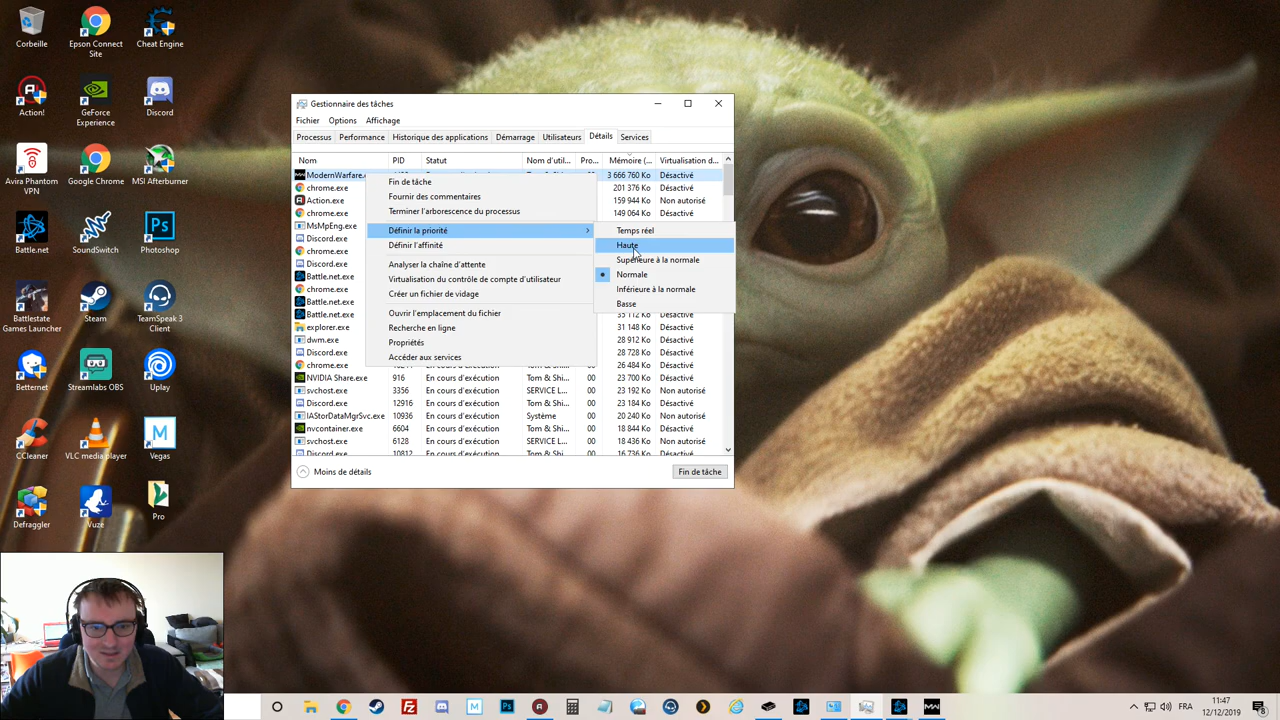 Corbeille
Epson Connect
Site
Cheat Engine
Action!
GeForce
Experience
Discord
Avira Phantom
VPN
Google Chrome
MSI Afterburner
Battle.net
SoundSwitch
Photoshop
Battlestate
Games Launcher
Steam
TeamSpeak 3
Client
Betternet
Streamlabs OBS
Uplay
CCleaner
VLC media player
Vegas
Defraggler
Vuze
Pro
Gestionnaire des tâches
Fichier Options Affichage
Processus Performance Historique des applications Démarrage Utilisateurs Détails Services
Nom PID Statut Nom d'util... Pro... Mémoire (... Virtualisation d...
ModernWarfare. 3 666 760 Ko Désactivé
chrome.exe 201 376 Ko Désactivé
Action.exe 159 944 Ko Non autorisé
chrome.exe 149 064 Ko Désactivé
MsMpEng.exe
Discord.exe
chrome.exe
Discord.exe
Battle.net.exe
chrome.exe
Battle.net.exe
Battle.net.exe 35 112 Ko Désactivé
explorer.exe 31 148 Ko Désactivé
dwm.exe 28 912 Ko Désactivé
Discord.exe 28 728 Ko Désactivé
chrome.exe 26 484 Ko Désactivé
NVIDIA Share.exe 916 En cours d'exécution Tom & Shi... 00 23 700 Ko Désactivé
svchost.exe 3356 En cours d'exécution SERVICE L... 00 23 192 Ko Non autorisé
Discord.exe 12916 En cours d'exécution Tom & Shi... 00 23 184 Ko Désactivé
IAStorDataMgrSvc.exe 10936 En cours d'exécution Système 00 20 240 Ko Non autorisé
nvcontainer.exe 6604 En cours d'exécution Tom & Shi... 00 18 844 Ko Désactivé
svchost.exe 6128 En cours d'exécution SERVICE L... 00 18 436 Ko Non autorisé
Discord.exe 10812 En cours d'exécution Tom & Shi... 00 16 736 Ko Désactivé
Fin de tâche
Fournir des commentaires
Terminer l'arborescence du processus
Définir la priorité
Définir l'affinité
Analyser la chaîne d'attente
Virtualisation du contrôle de compte d'utilisateur
Créer un fichier de vidage
Ouvrir l'emplacement du fichier
Recherche en ligne
Propriétés
Accéder aux services
Temps réel
Haute
Supérieure à la normale
Normale
Inférieure à la normale
Basse
Moins de détails
Fin de tâche
FRA
11:47
12/12/2019